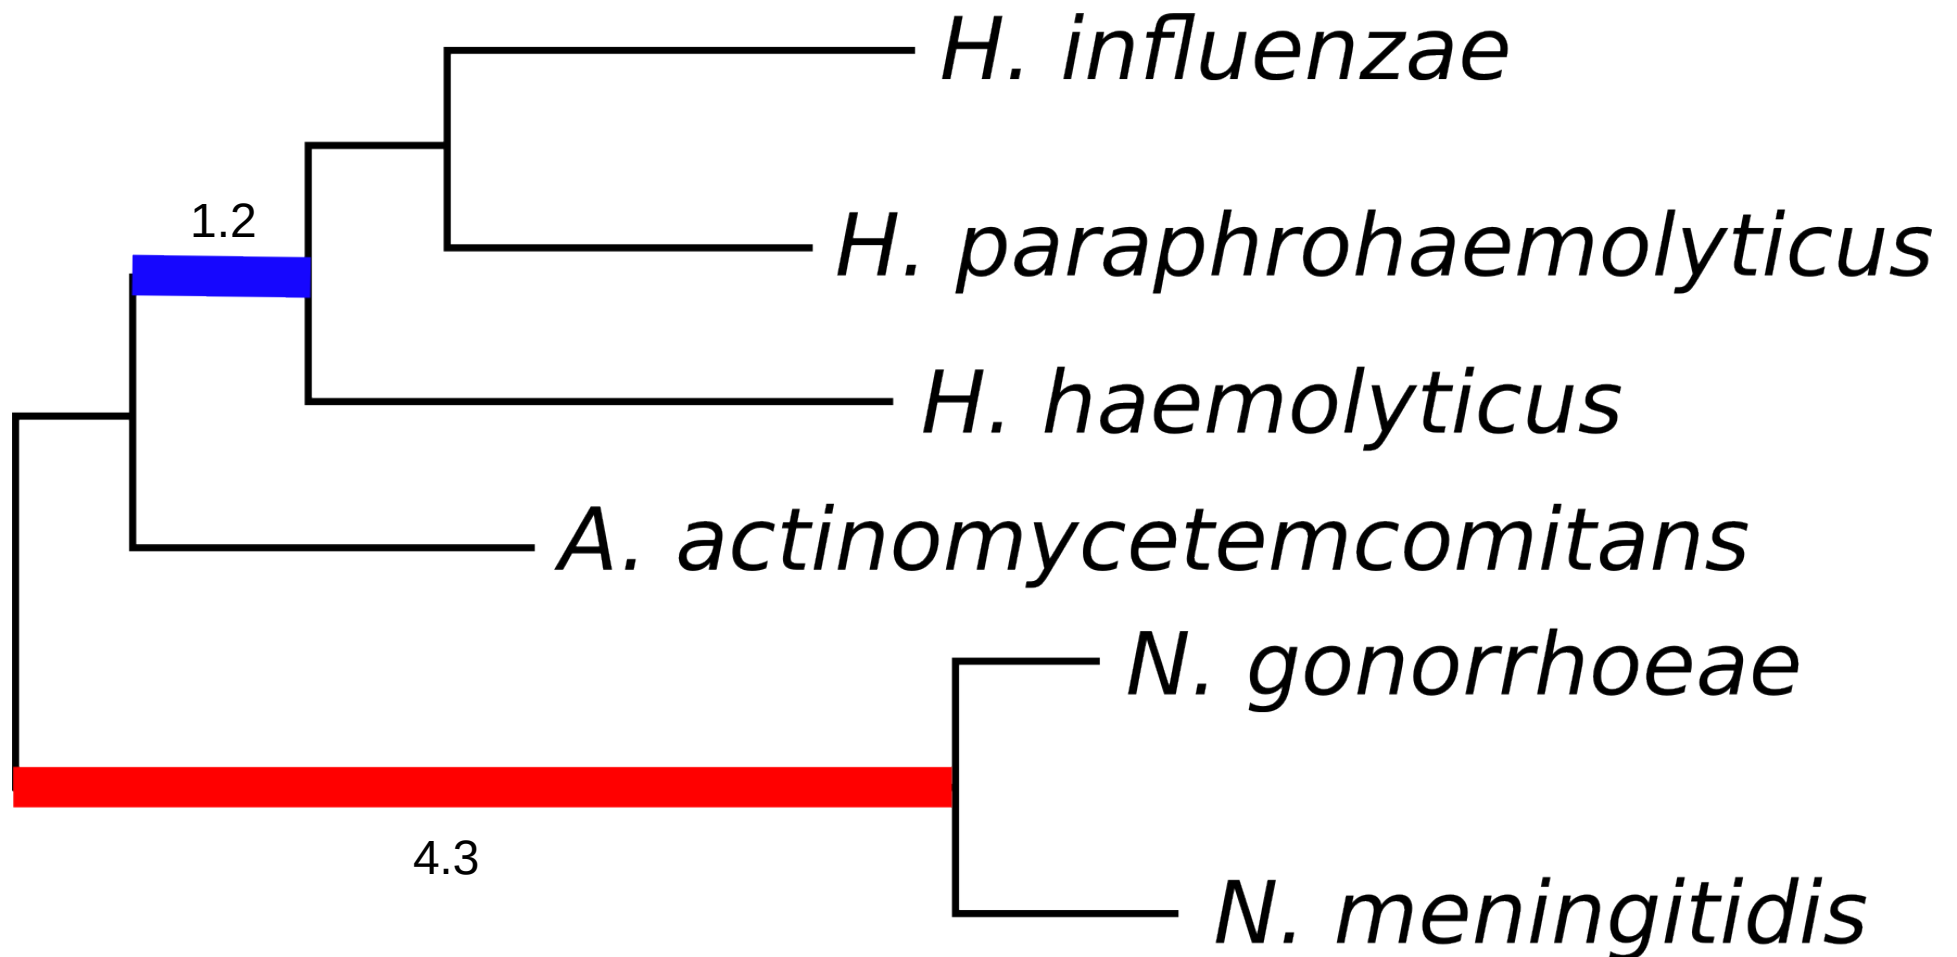 H. influenzae
1.2
H. paraphrohaemolyticus
H. haemolyticus
A. actinomycetemcomitans
N. gonorrhoeae
4.3
N. meningitidis